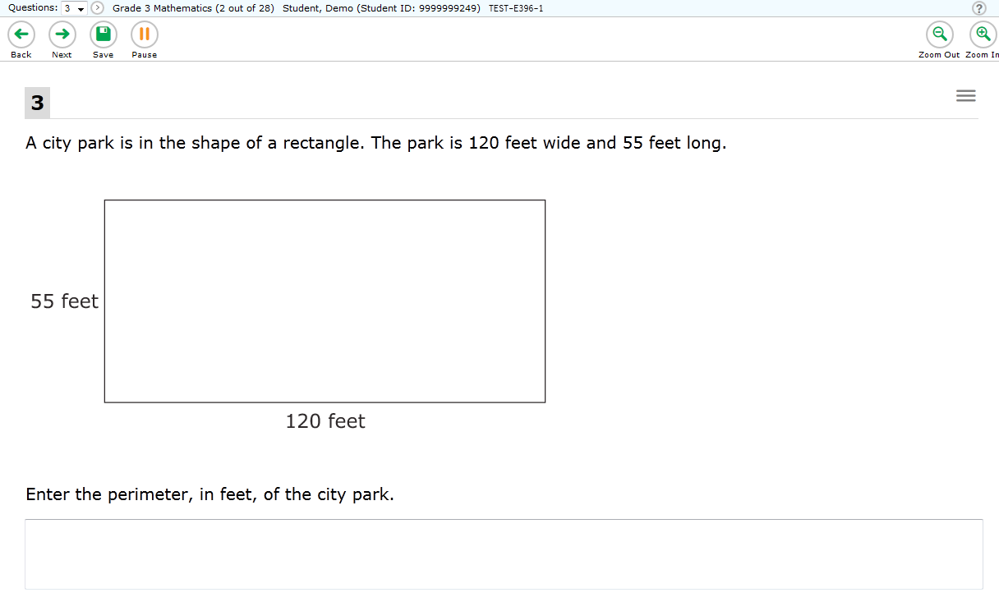 Questions: 3 Grade 3 Mathematics (2 out of 28) Student, Demo (Student ID: 9999999249) TEST-E396-1 ?
Back Next Save Pause Zoom Out Zoom In
3
A city park is in the shape of a rectangle. The park is 120 feet wide and 55 feet long.
55 feet
120 feet
Enter the perimeter, in feet, of the city park.